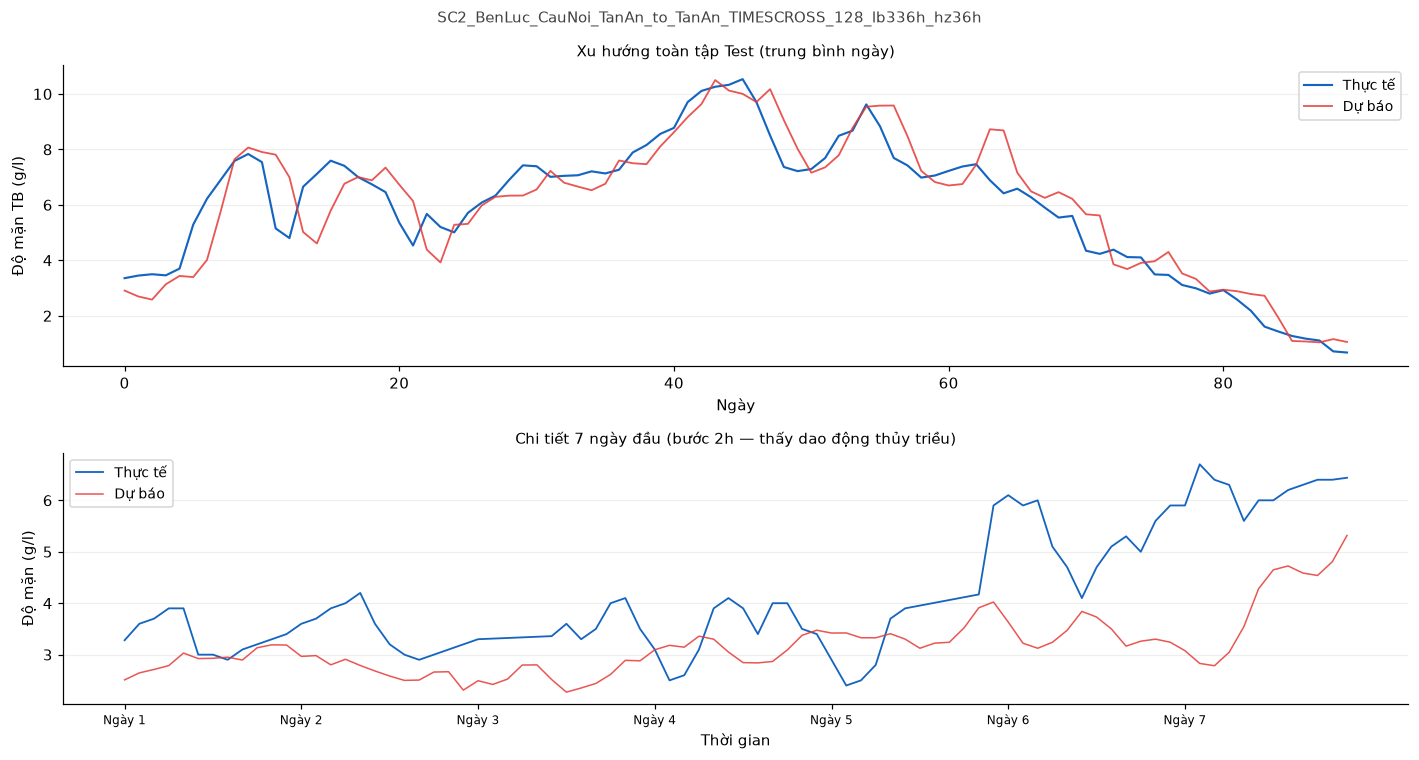 SC2_BenLuc_CauNoi_TanAn_to_TanAn_TIMESCROSS_128_lb336h_hz36h
Xu hướng toàn tập Test (trung bình ngày)
Độ mặn TB (g/l)
10
8
6
4
2
Thực tế
Dự báo
0 20 40 60 80
Ngày
Chi tiết 7 ngày đầu (bước 2h — thấy dao động thủy triều)
Độ mặn (g/l)
Thực tế
Dự báo
6
5
4
3
Ngày 1 Ngày 2 Ngày 3 Ngày 4 Ngày 5 Ngày 6 Ngày 7
Thời gian